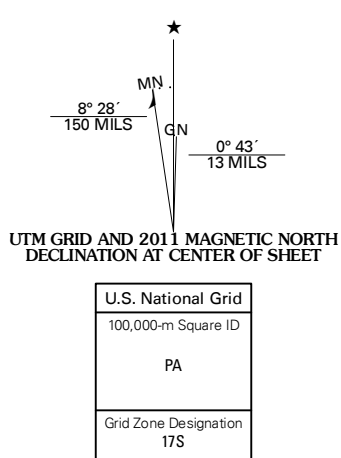 ★
MN
8° 28´
150 MILS
GN
0° 43´
13 MILS
UTM GRID AND 2011 MAGNETIC NORTH
DECLINATION AT CENTER OF SHEET
U.S. National Grid
100,000-m Square ID
PA
Grid Zone Designation
17S